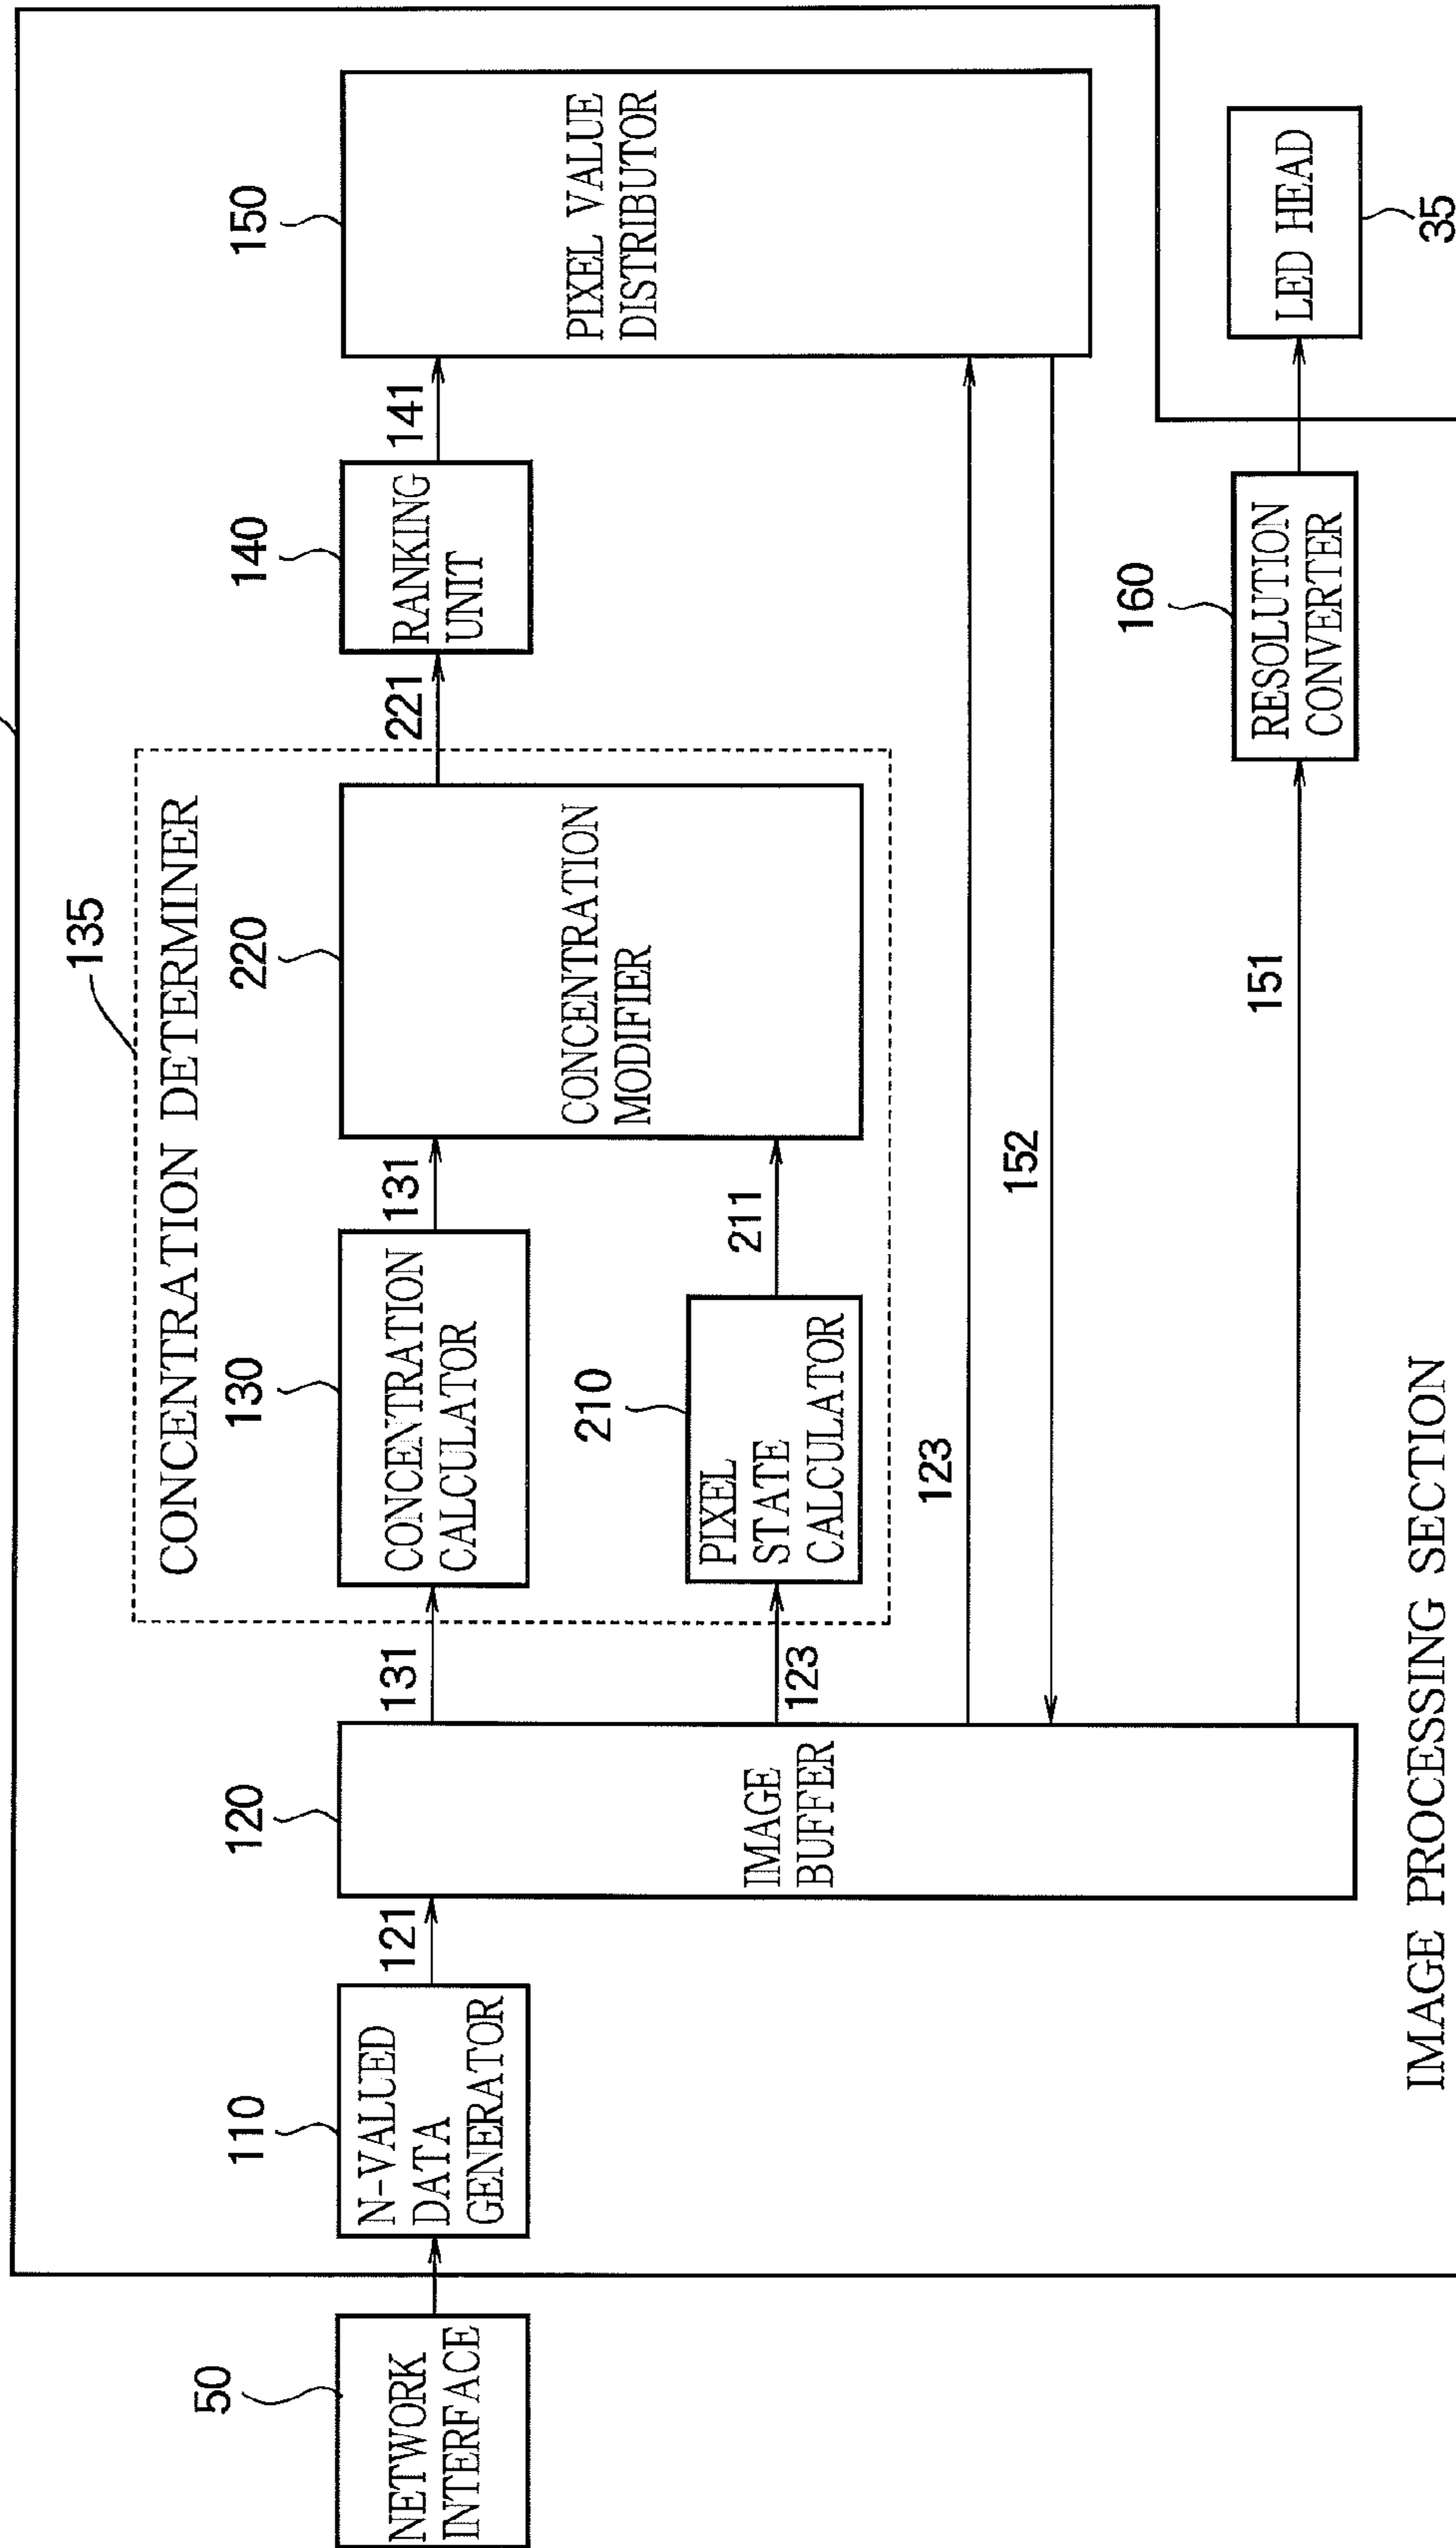 135
CONCENTRATION DETERMINER
50
110
120
130
220
140
150
NETWORK
INTERFACE
N-VALUED
DATA
GENERATOR
121
131
CONCENTRATION
CALCULATOR
131
221
RANKING
UNIT
141
PIXEL VALUE
DISTRIBUTOR
CONCENTRATION
MODIFIER
210
IMAGE
BUFFER
123
PIXEL
STATE
CALCULATOR
211
123
152
160
151
RESOLUTION
CONVERTER
LED HEAD
35
IMAGE PROCESSING SECTION